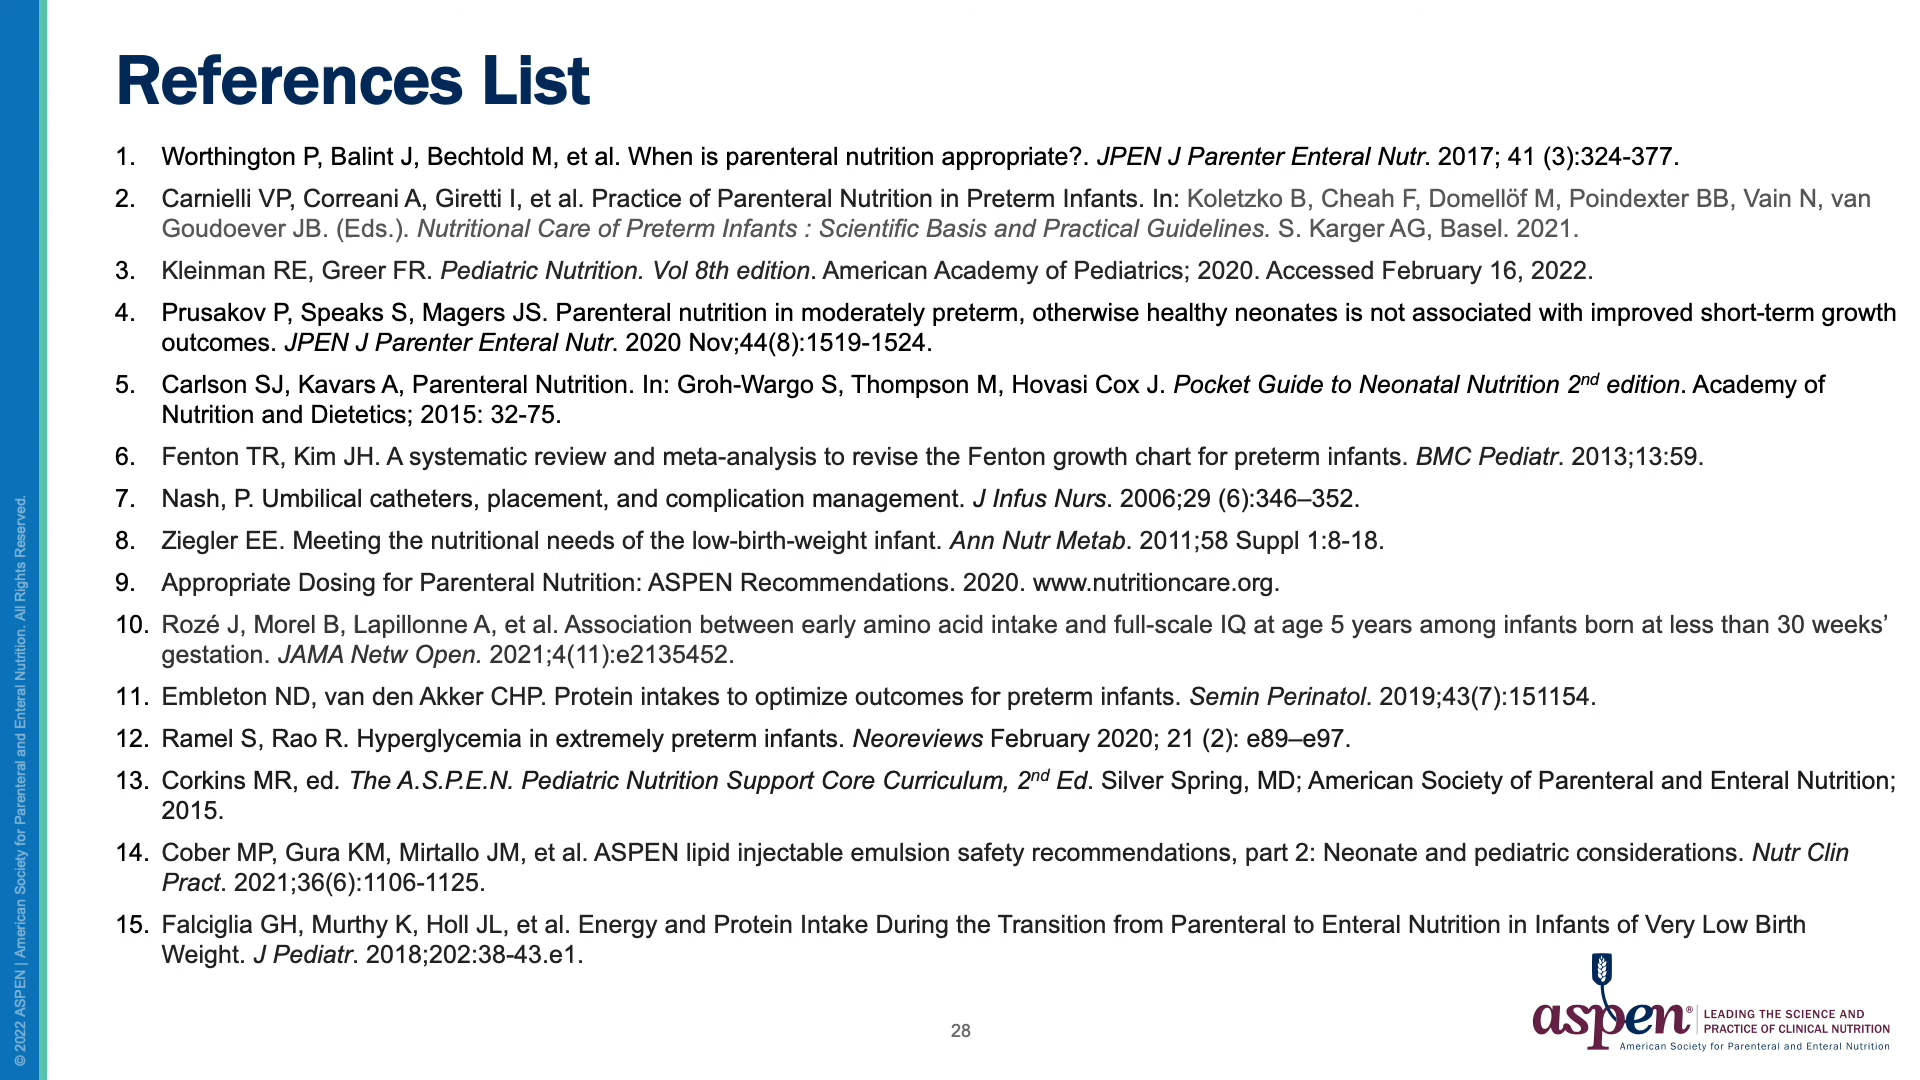 References List
1. Worthington P, Balint J, Bechtold M, et al. When is parenteral nutrition appropriate?. JPEN J Parenter Enteral Nutr. 2017; 41 (3):324-377.
2. Carnielli VP, Correani A, Giretti I, et al. Practice of Parenteral Nutrition in Preterm Infants. In: Koletzko B, Cheah F, Domellöf M, Poindexter BB, Vain N, van
Goudoever JB. (Eds.). Nutritional Care of Preterm Infants : Scientific Basis and Practical Guidelines. S. Karger AG, Basel. 2021.
3. Kleinman RE, Greer FR. Pediatric Nutrition. Vol 8th edition. American Academy of Pediatrics; 2020. Accessed February 16, 2022.
4. Prusakov P, Speaks S, Magers JS. Parenteral nutrition in moderately preterm, otherwise healthy neonates is not associated with improved short-term growth
outcomes. JPEN J Parenter Enteral Nutr. 2020 Nov;44(8):1519-1524.
5. Carlson SJ, Kavars A, Parenteral Nutrition. In: Groh-Wargo S, Thompson M, Hovasi Cox J. Pocket Guide to Neonatal Nutrition 2nd edition. Academy of
Nutrition and Dietetics; 2015: 32-75.
6. Fenton TR, Kim JH. A systematic review and meta-analysis to revise the Fenton growth chart for preterm infants. BMC Pediatr. 2013;13:59.
7. Nash, P. Umbilical catheters, placement, and complication management. J Infus Nurs. 2006;29 (6):346–352.
8. Ziegler EE. Meeting the nutritional needs of the low-birth-weight infant. Ann Nutr Metab. 2011;58 Suppl 1:8-18.
9. Appropriate Dosing for Parenteral Nutrition: ASPEN Recommendations. 2020. www.nutritioncare.org.
10. Rozé J, Morel B, Lapillonne A, et al. Association between early amino acid intake and full-scale IQ at age 5 years among infants born at less than 30 weeks’
gestation. JAMA Netw Open. 2021;4(11):e2135452.
11. Embleton ND, van den Akker CHP. Protein intakes to optimize outcomes for preterm infants. Semin Perinatol. 2019;43(7):151154.
12. Ramel S, Rao R. Hyperglycemia in extremely preterm infants. Neoreviews February 2020; 21 (2): e89–e97.
13. Corkins MR, ed. The A.S.P.E.N. Pediatric Nutrition Support Core Curriculum, 2nd Ed. Silver Spring, MD; American Society of Parenteral and Enteral Nutrition;
2015.
14. Cober MP, Gura KM, Mirtallo JM, et al. ASPEN lipid injectable emulsion safety recommendations, part 2: Neonate and pediatric considerations. Nutr Clin
Pract. 2021;36(6):1106-1125.
15. Falciglia GH, Murthy K, Holl JL, et al. Energy and Protein Intake During the Transition from Parenteral to Enteral Nutrition in Infants of Very Low Birth
Weight. J Pediatr. 2018;202:38-43.e1.
© 2022 ASPEN | American Society for Parenteral and Enteral Nutrition. All Rights Reserved.
28
aspen®
LEADING THE SCIENCE AND
PRACTICE OF CLINICAL NUTRITION
American Society for Parenteral and Enteral Nutrition